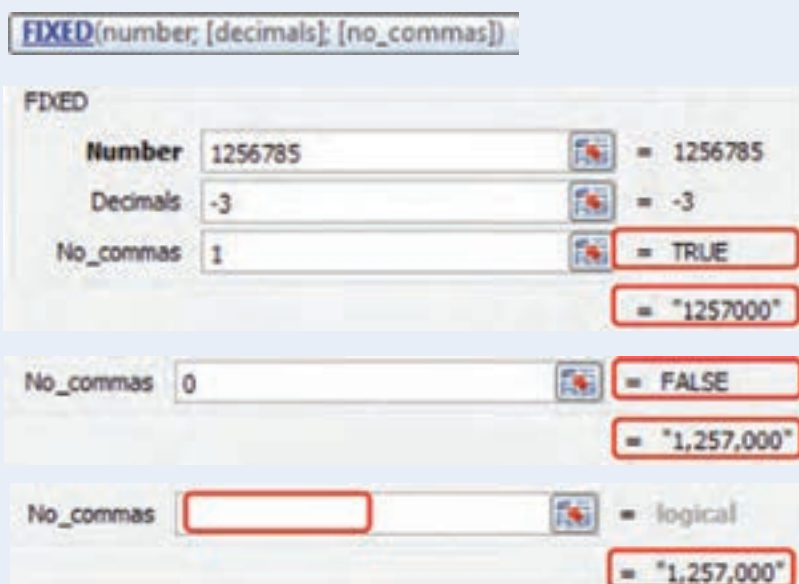 FIXED(number; [decimals]; [no_commas])
FIXED
Number 1256785 = 1256785
Decimals -3 = -3
No_commas 1 = TRUE
= "1257000"
No_commas 0 = FALSE
= "1,257,000"
No_commas = logical
= "1,257,000"